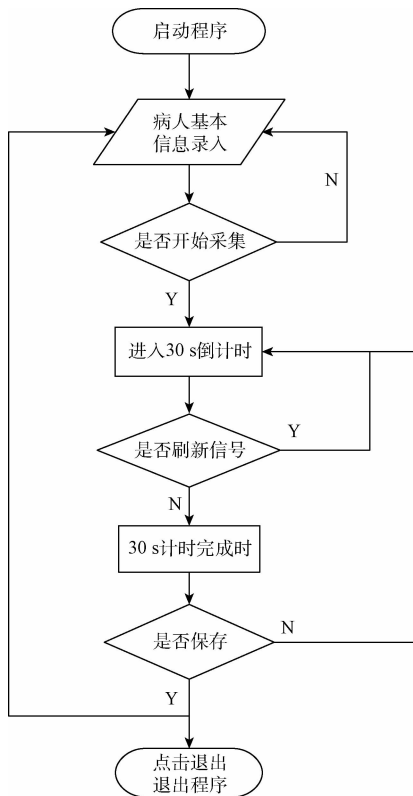 启动程序
病人基本
信息录入
N
是否开始采集
Y
进入30 s倒计时
是否刷新信号
Y
N
30 s计时完成时
是否保存
N
Y
点击退出
退出程序